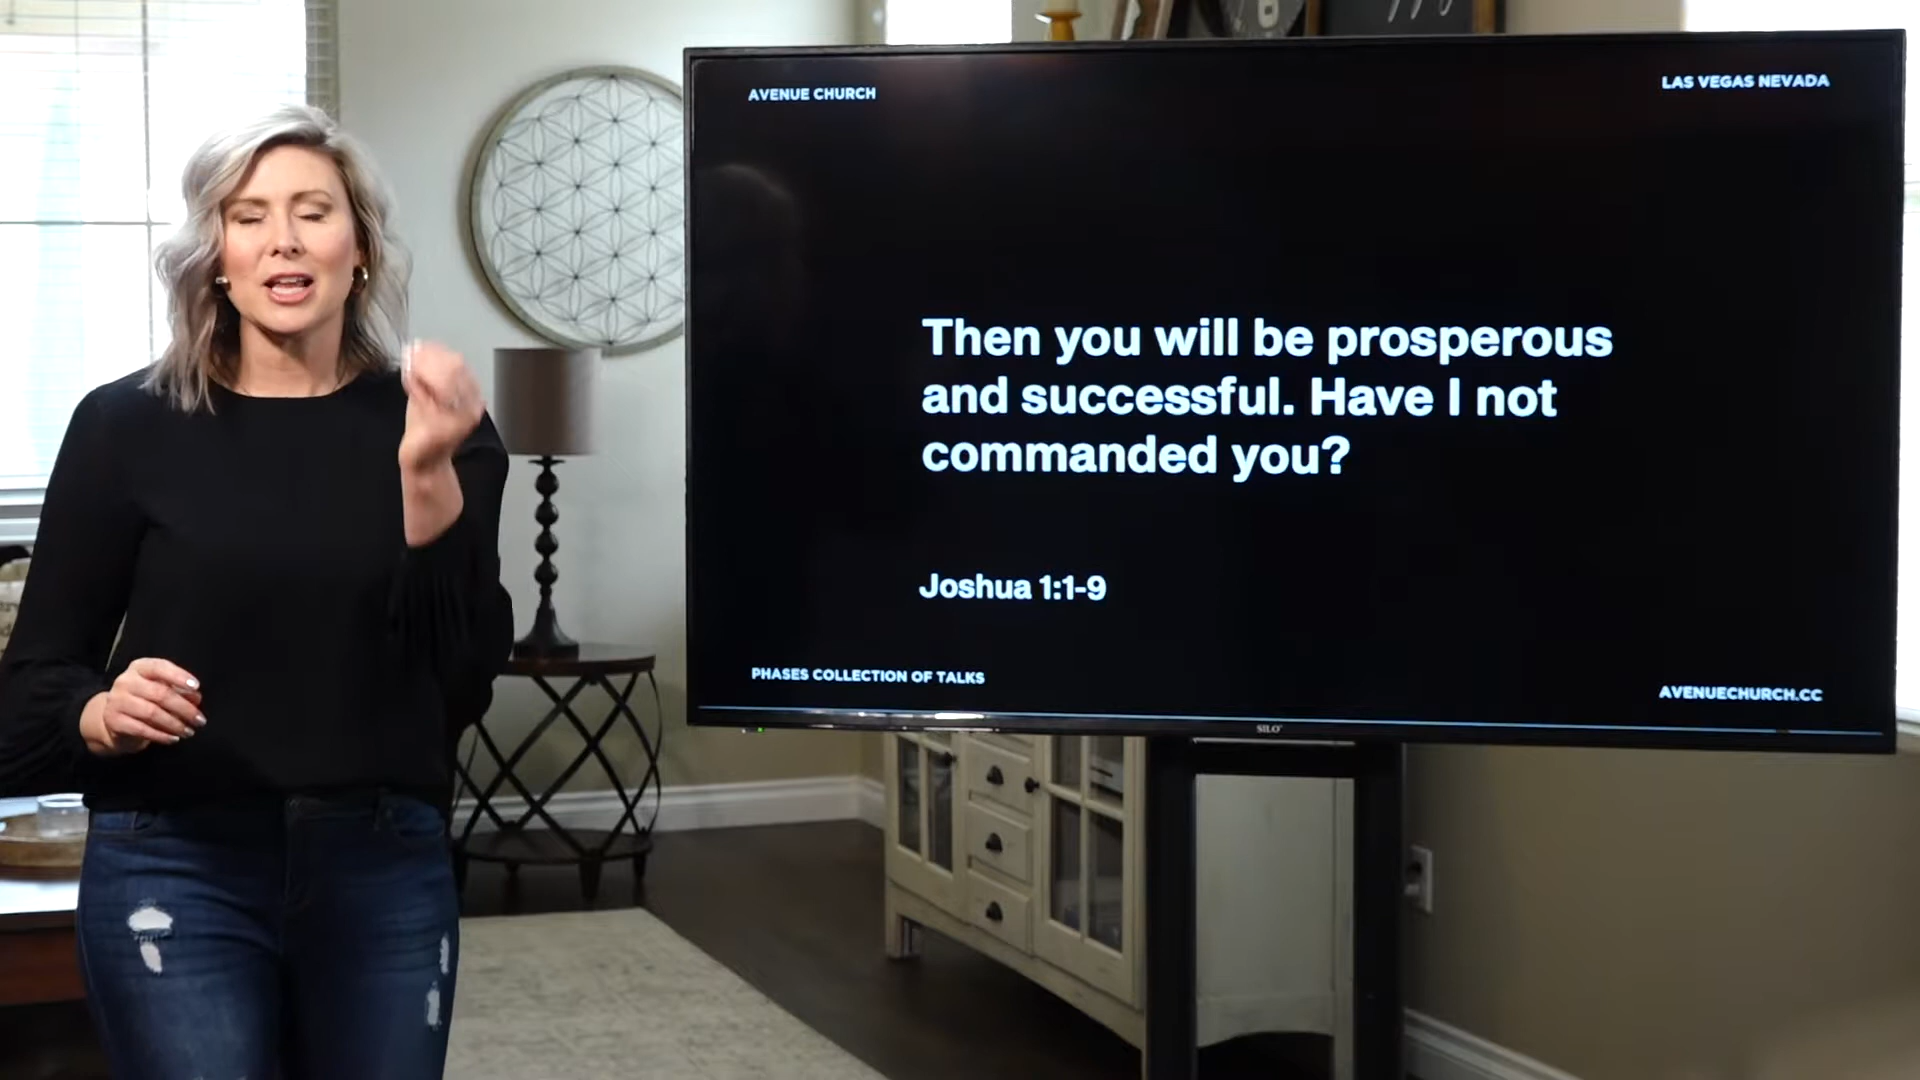 AVENUE CHURCH
LAS VEGAS NEVADA
Then you will be prosperous
and successful. Have I not
commanded you?
Joshua 1:1-9
PHASES COLLECTION OF TALKS
AVENUECHURCH.CC
SILO